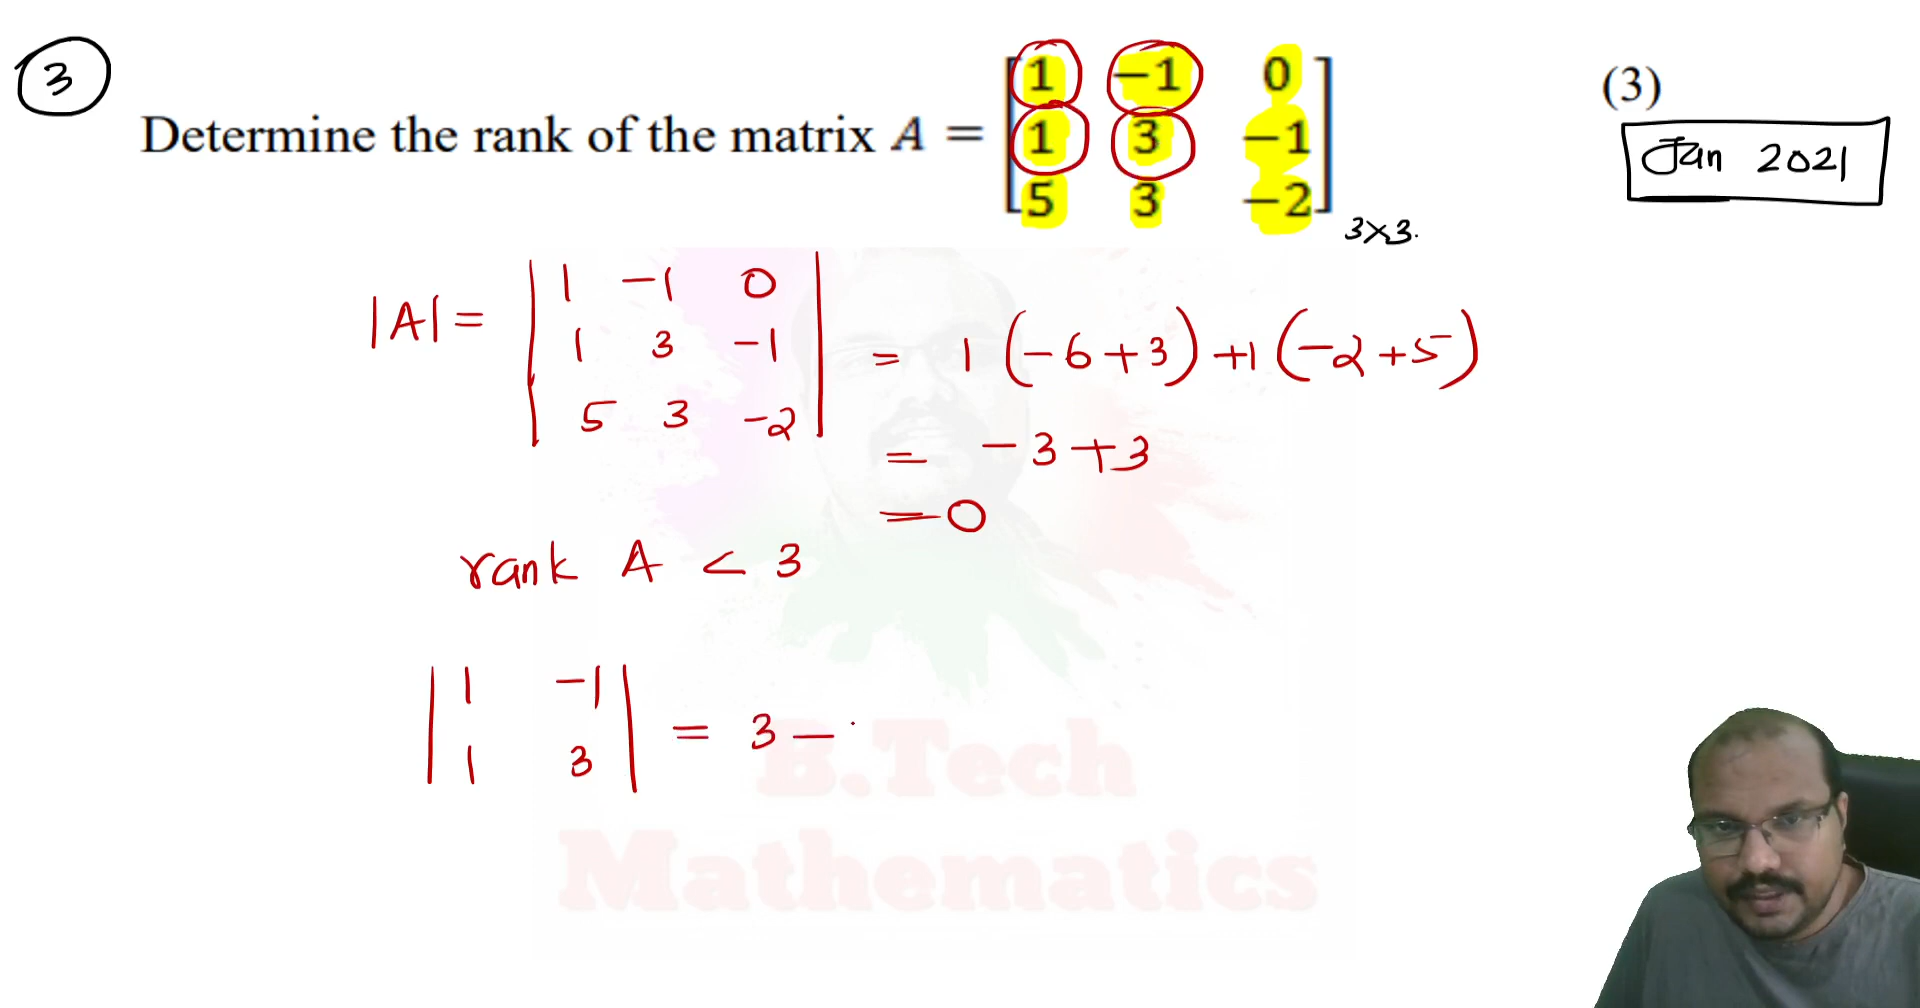 3
(3)
Determine the rank of the matrix A = [1 −1 0
1 3 −1
5 3 −2] 3×3.
Jan 2021
|A| = |1 -1 0
1 3 -1
5 3 -2| = 1 (-6+3) +1 (-2+5)
= -3+3
= 0
rank A < 3
|1 -1
1 3| = 3 -
B.Tech
Mathematics